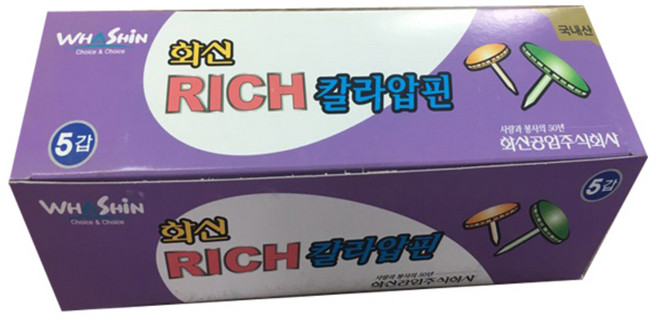 WHASHIN
Choice & Choice
국내산
화신
RICH 칼라압핀
5갑
사랑과 봉사의 50년
화신공업주식회사
WHASHIN
Choice & Choice
5갑
화신
RICH 칼라압핀
사랑과 봉사의 50년
화신공업주식회사